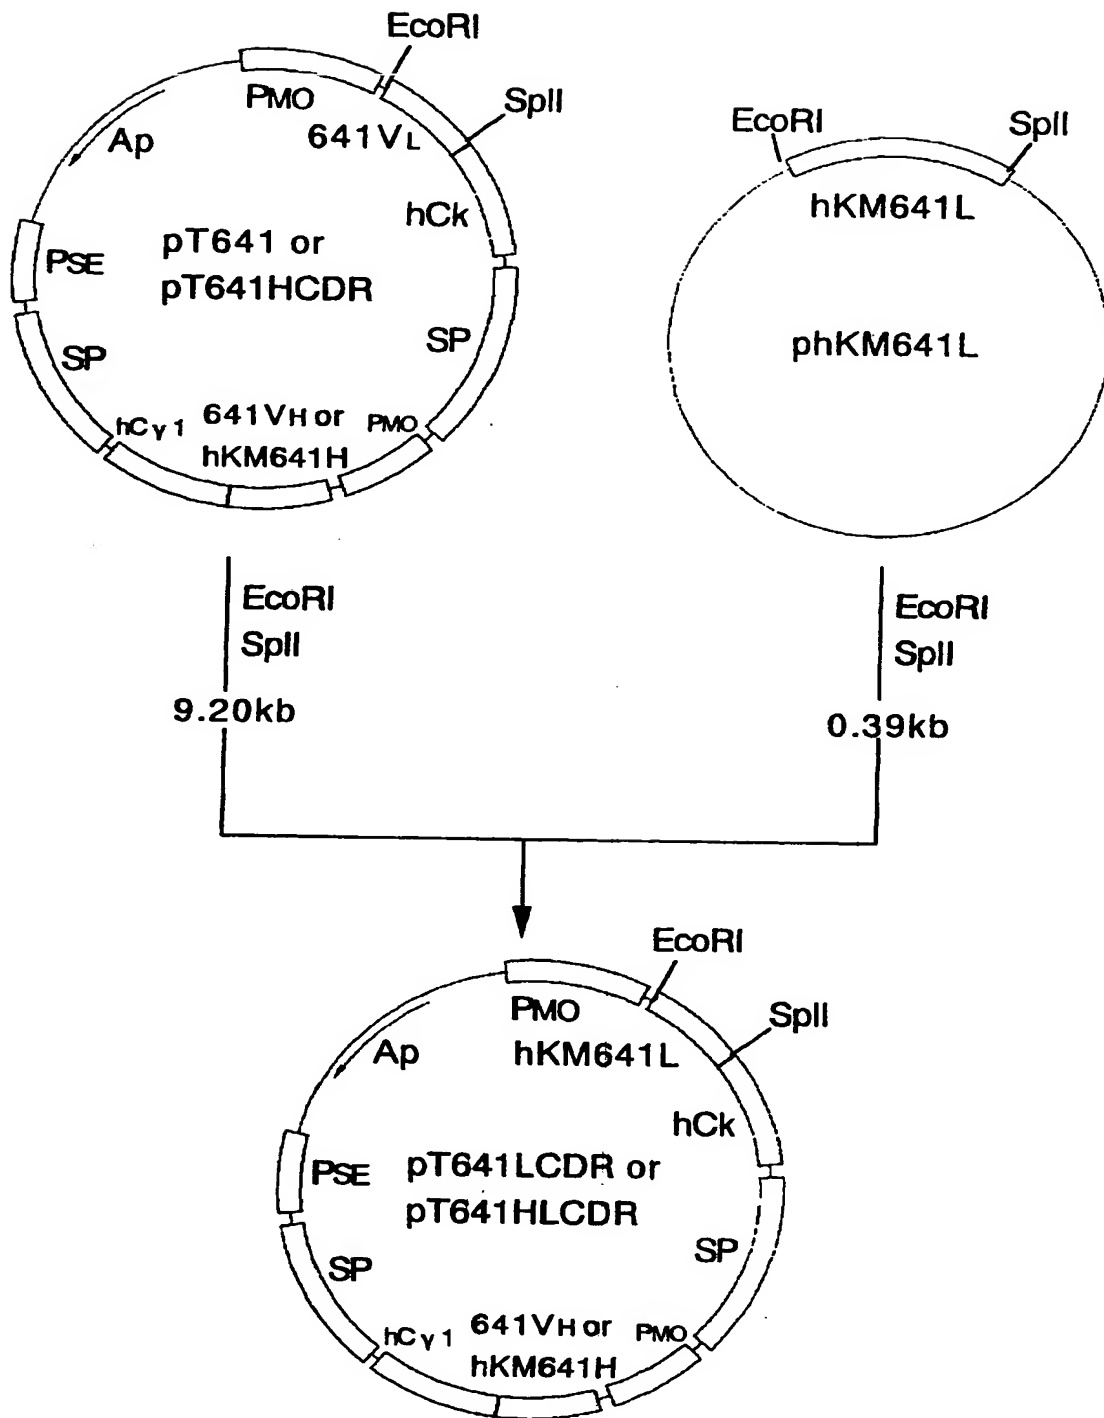 EcoRI
PMO
SplI
641VL
Ap
hCk
PSE
pT641 or
pT641HCDR
SP
SP
hCγ1
641VH or
hKM641H
PMO
EcoRI
SplI
hKM641L
phKM641L
EcoRI
SplI
9.20kb
EcoRI
SplI
0.39kb
EcoRI
PMO
SplI
hKM641L
Ap
hCk
PSE
pT641LCDR or
pT641HLCDR
SP
SP
hCγ1
641VH or
hKM641H
PMO